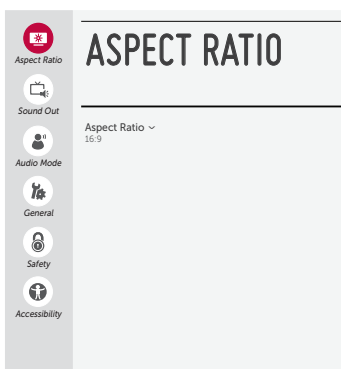 ASPECT RATIO
Aspect Ratio
16:9
Aspect Ratio
Sound Out
Audio Mode
General
Safety
Accessibility